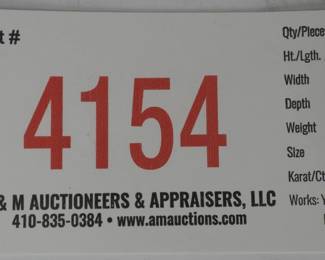 t #
4154
& M AUCTIONEERS & APPRAISERS, LLC
410-835-0384 • www.amauctions.com
Qty/Pieces
Ht./Lgth.
Width
Depth
Weight
Size
Karat/Ct
Works: Y